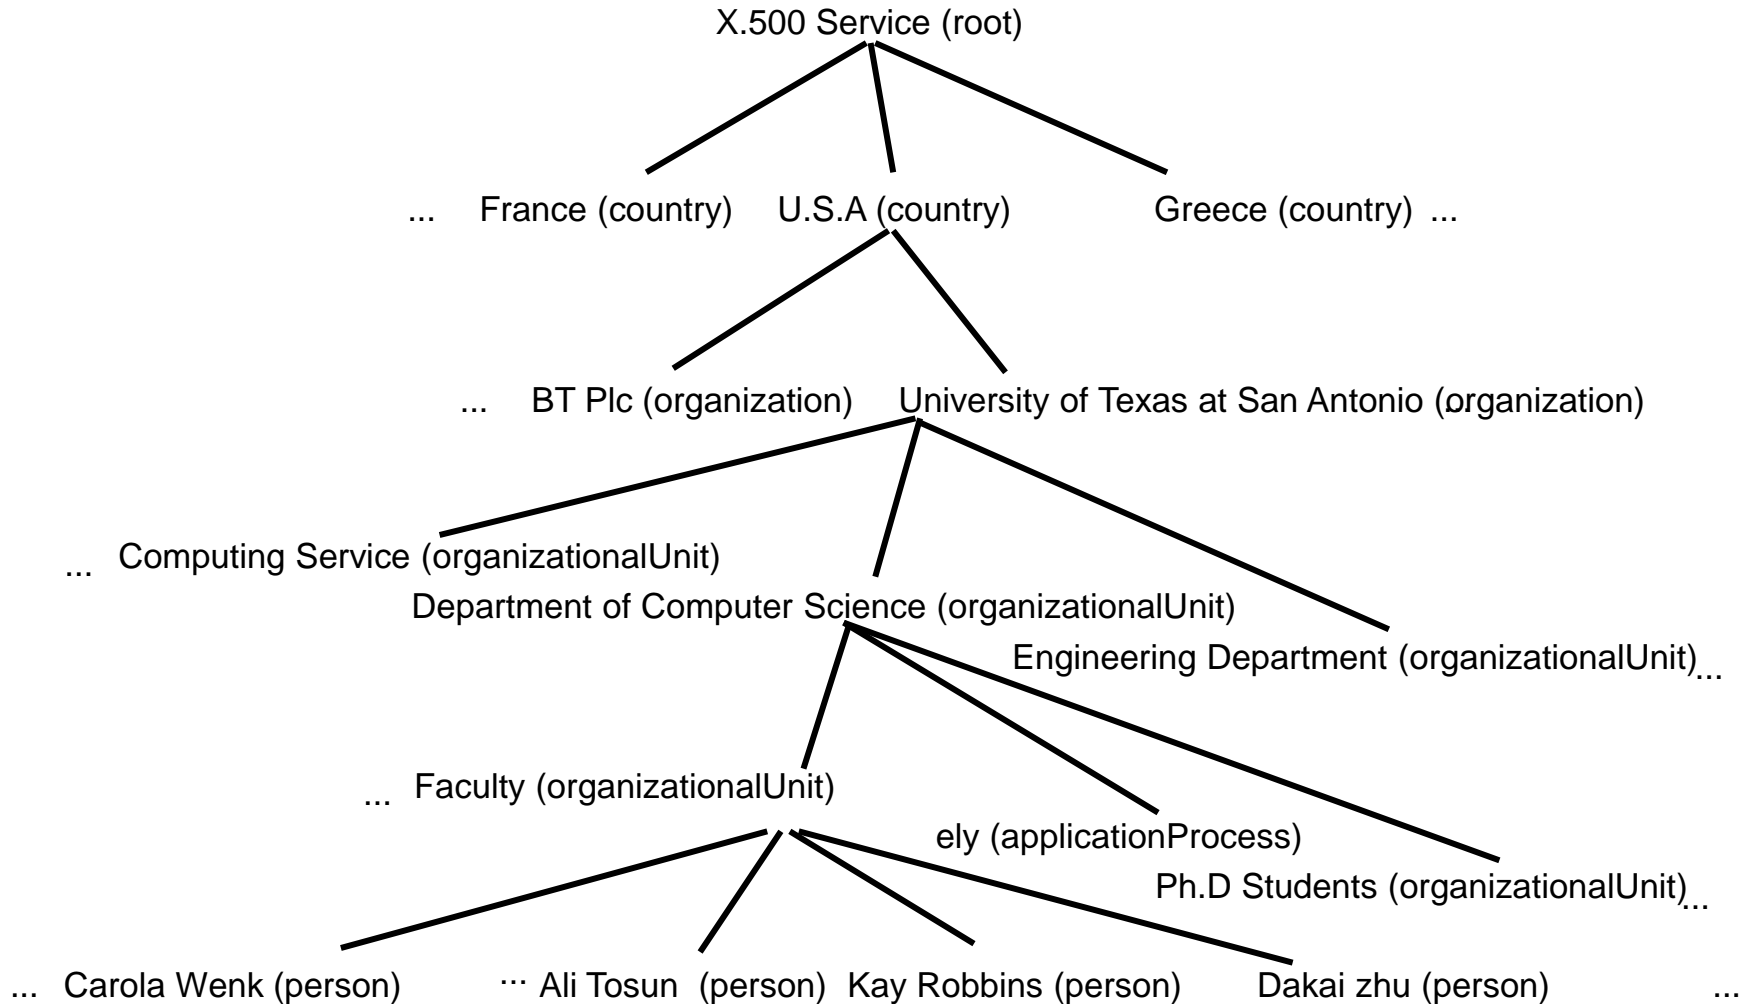 X.500 Service (root)
... France (country) U.S.A (country) Greece (country) ...
... BT Plc (organization) University of Texas at San Antonio (organization) ...
... Computing Service (organizationalUnit)
Department of Computer Science (organizationalUnit)
Engineering Department (organizationalUnit) ...
... Faculty (organizationalUnit)
ely (applicationProcess)
Ph.D Students (organizationalUnit) ...
... Carola Wenk (person) ... Ali Tosun (person) Kay Robbins (person) Dakai zhu (person) ...